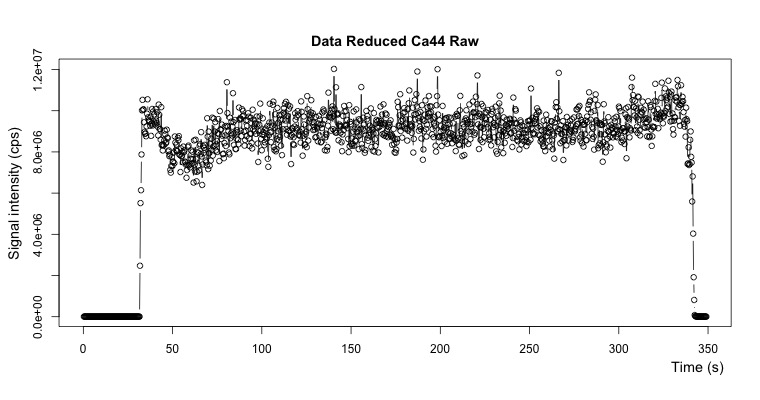 Data Reduced Ca44 Raw
Signal intensity (cps)
1.2e+07
8.0e+06
4.0e+06
0.0e+00
0 50 100 150 200 250 300 350
Time (s)